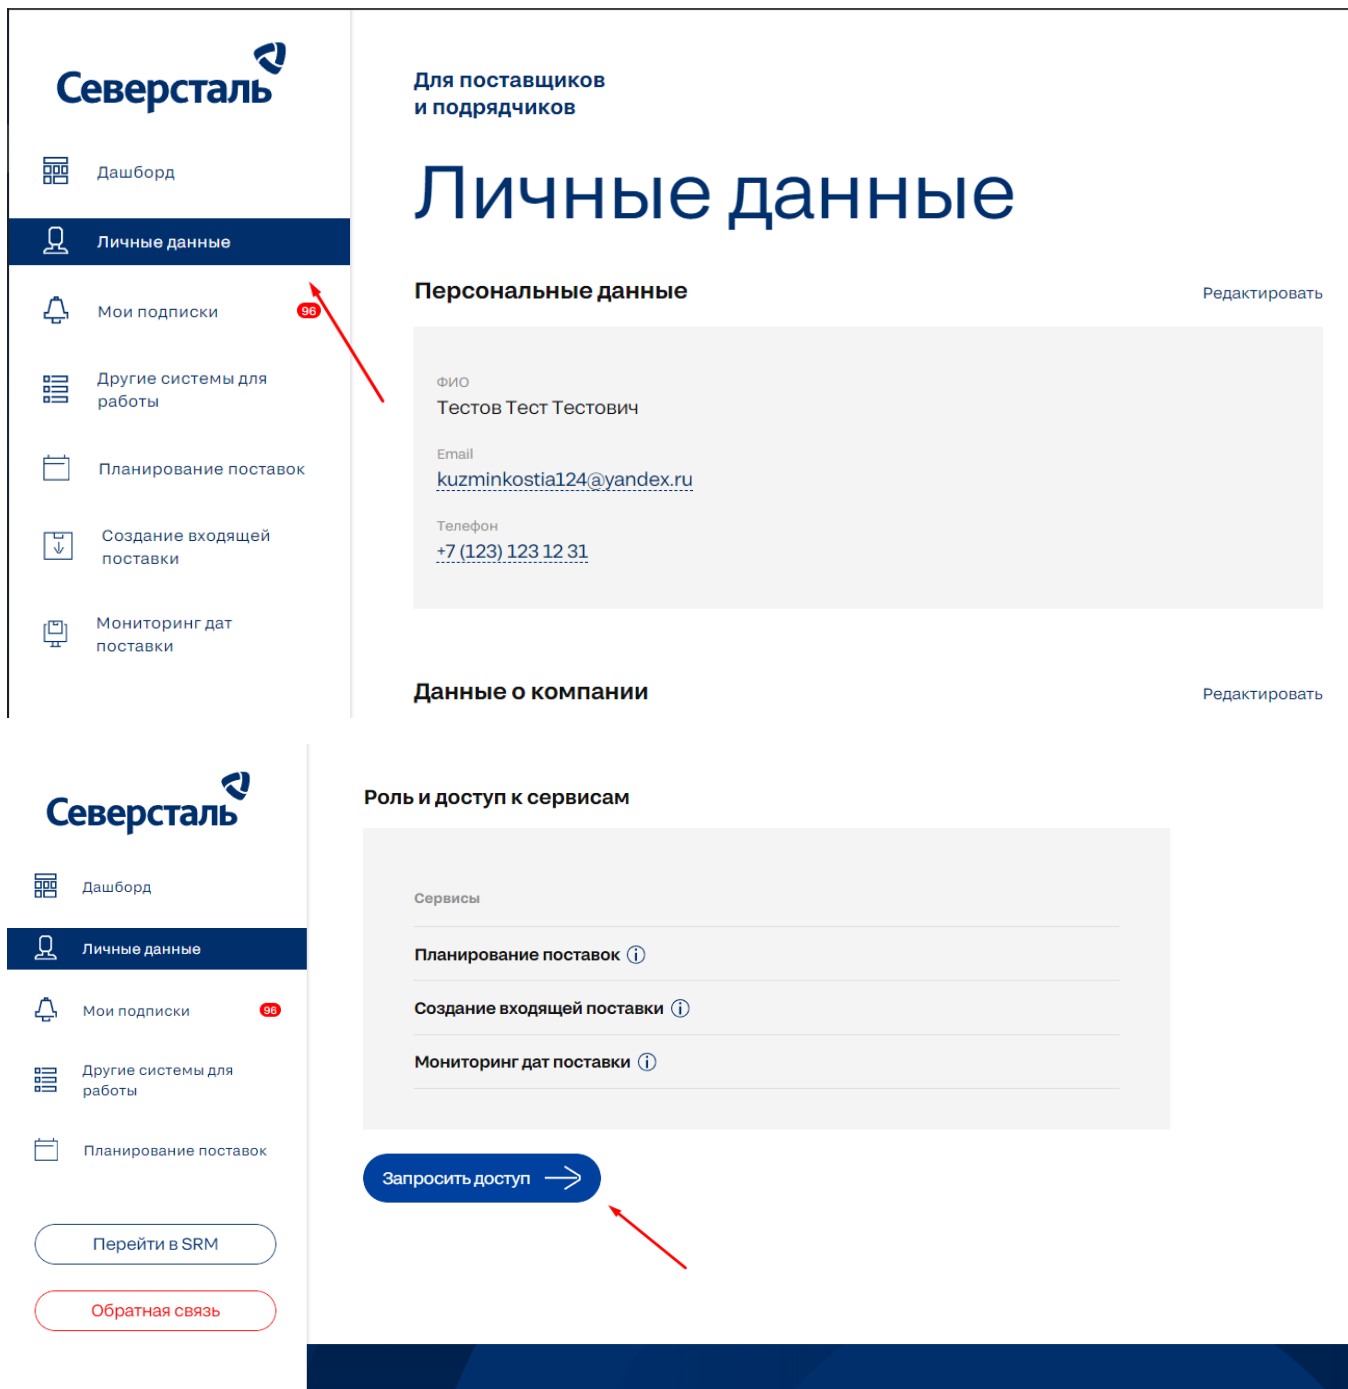 Северсталь
Дашборд
Личные данные
Мои подписки
96
Другие системы для
работы
Планирование поставок
Создание входящей
поставки
Мониторинг дат
поставки
Для поставщиков
и подрядчиков
Личные данные
Персональные данные
Редактировать
ФИО
Тестов Тест Тестович
Email
kuzminkostia124@yandex.ru
Телефон
+7 (123) 123 12 31
Данные о компании
Редактировать
Северсталь
Дашборд
Личные данные
Мои подписки
96
Другие системы для
работы
Планирование поставок
Перейти в SRM
Обратная связь
Роль и доступ к сервисам
Сервисы
Планирование поставок
Создание входящей поставки
Мониторинг дат поставки
Запросить доступ